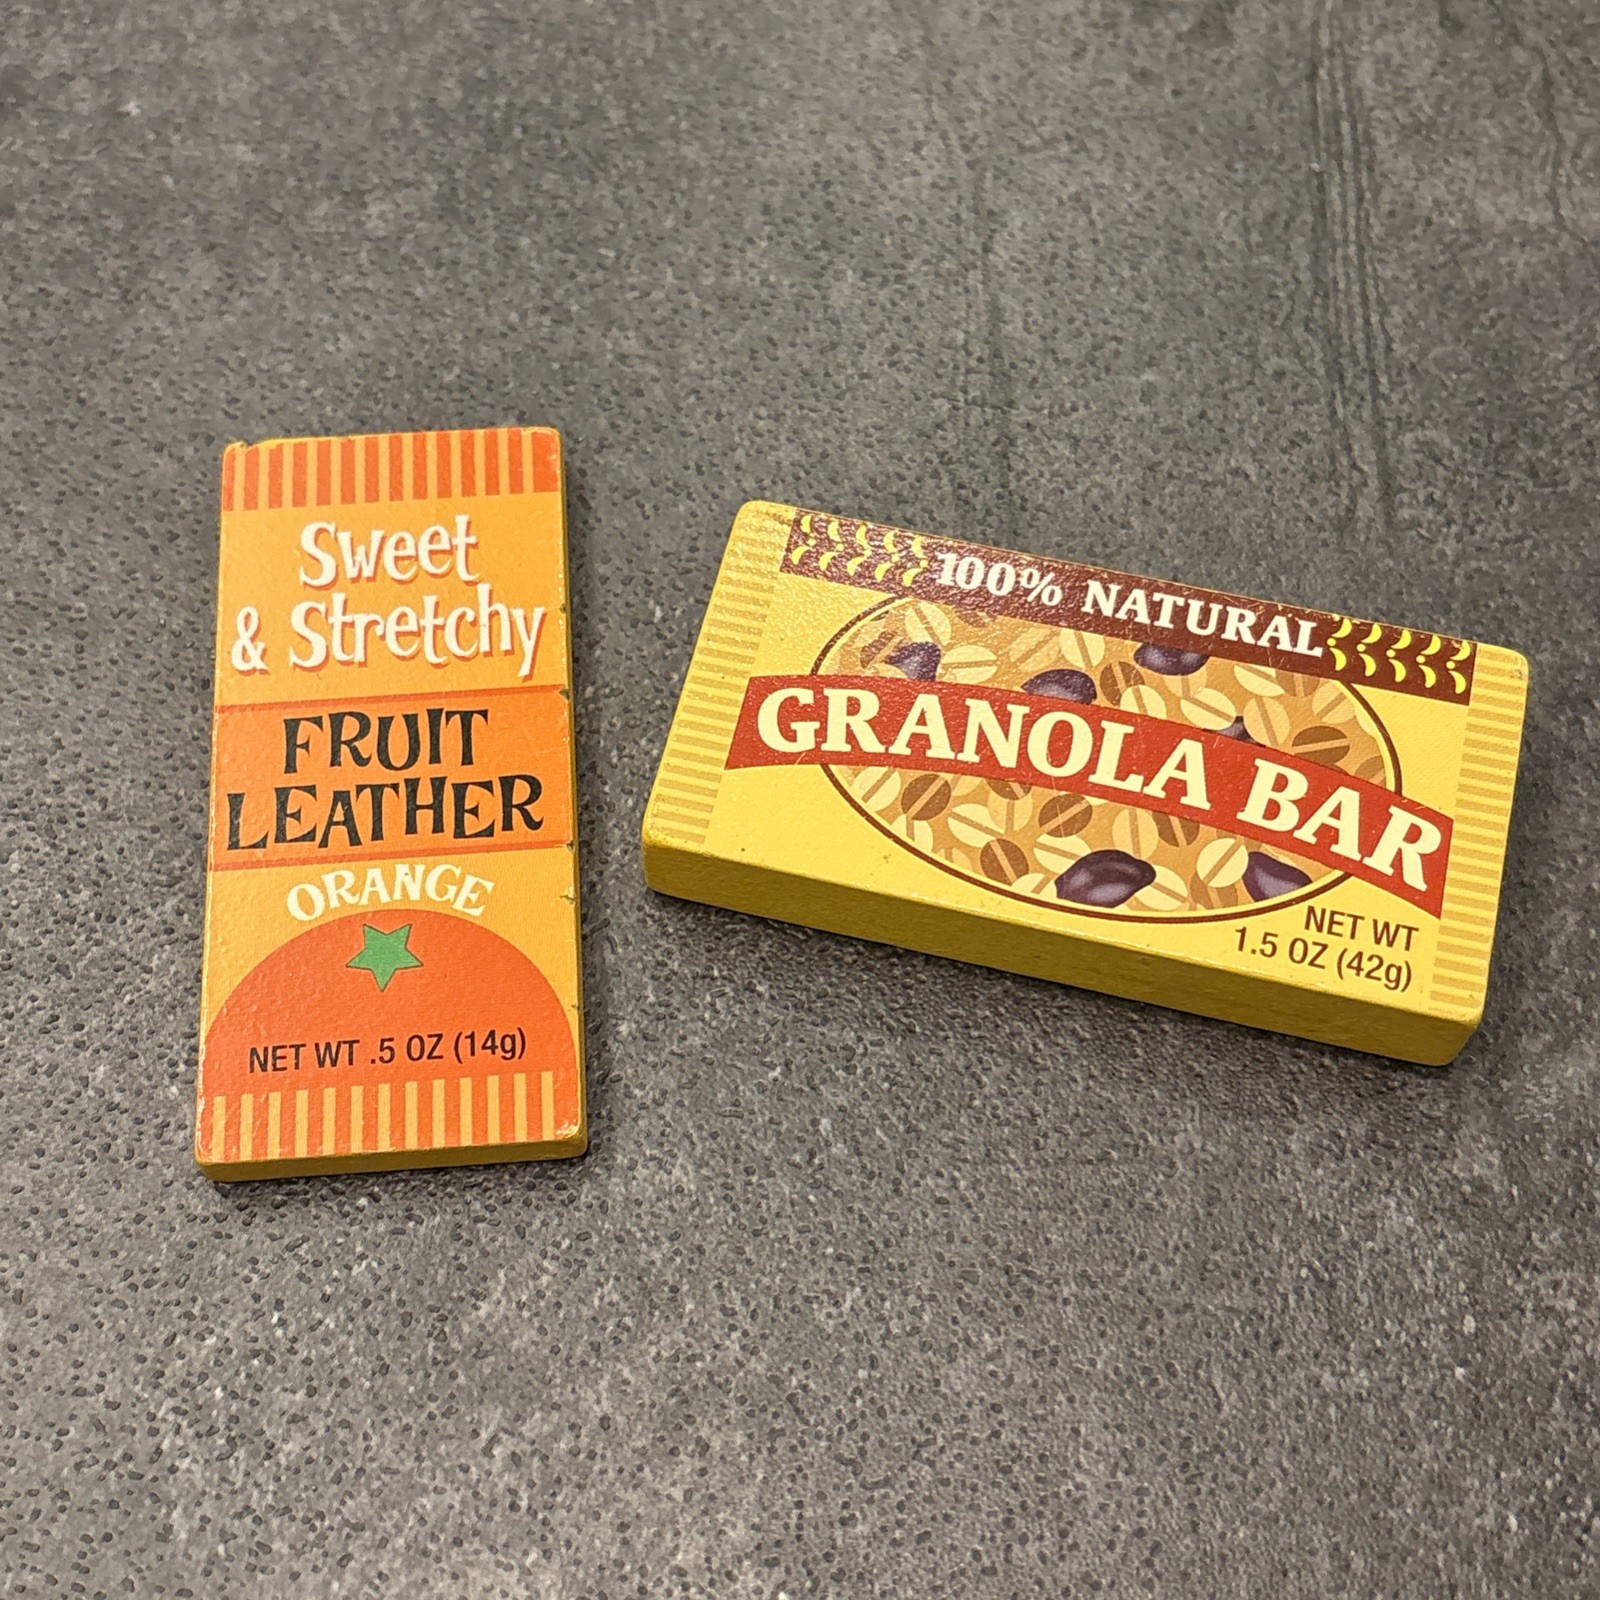 Sweet
& Stretchy
FRUIT
LEATHER
ORANGE
NET WT .5 OZ (14g)
100% NATURAL
GRANOLA BAR
NET WT
1.5 OZ (42g)